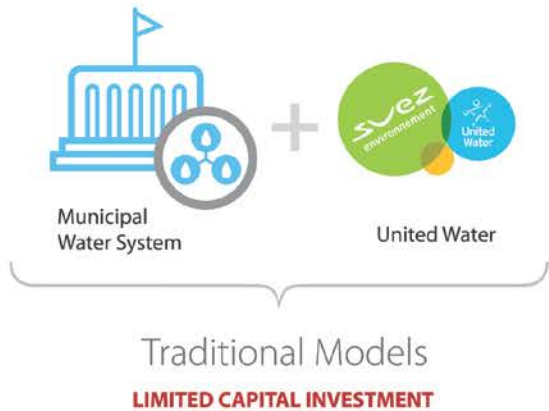 suez
environnement
United
Water
Municipal
Water System
United Water
Traditional Models
LIMITED CAPITAL INVESTMENT